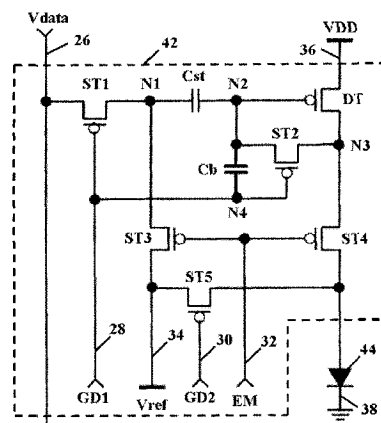 Vdata
VDD
26
42
36
ST1
N1
Cst
N2
DT
ST2
N3
Cb
N4
ST3
ST4
ST5
28
34
30
32
44
GD1
Vref
GD2
EM
38